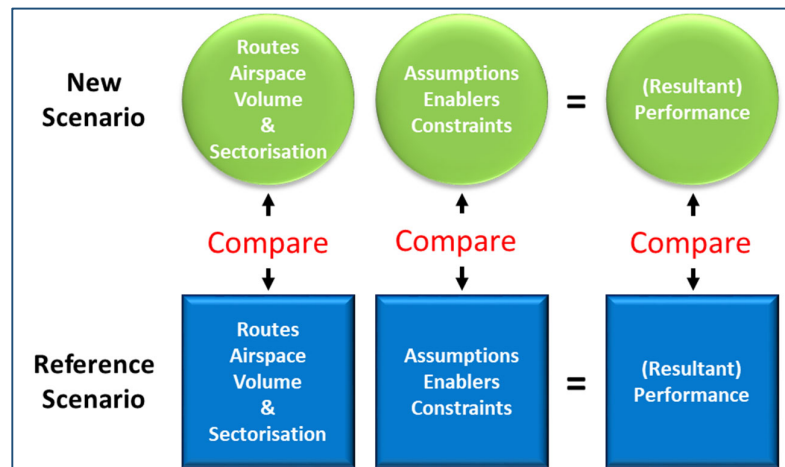 New
Scenario
Routes
Airspace
Volume
&
Sectorisation
Assumptions
Enablers
Constraints
=
(Resultant)
Performance
Compare
Compare
Compare
Reference
Scenario
Routes
Airspace
Volume
&
Sectorisation
Assumptions
Enablers
Constraints
=
(Resultant)
Performance